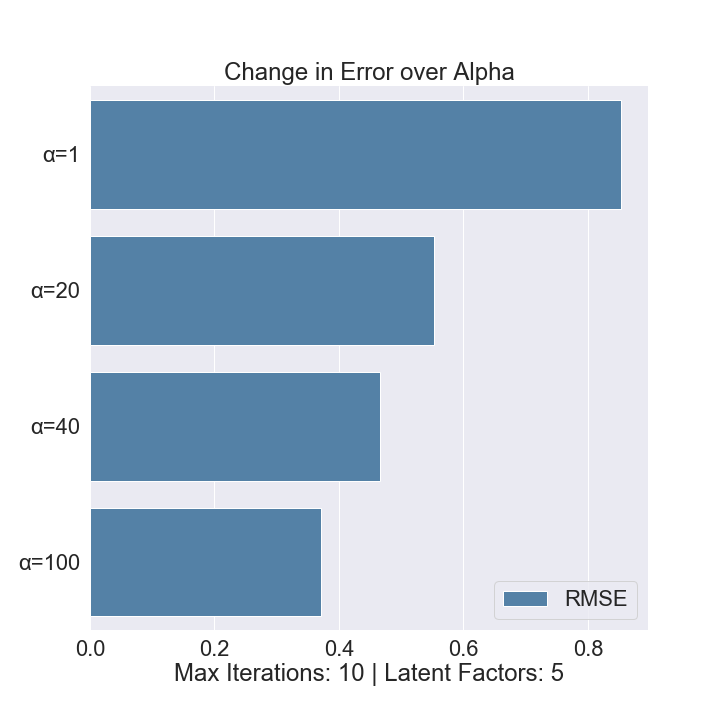 Change in Error over Alpha
α=1
α=20
α=40
α=100
RMSE
0.0 0.2 0.4 0.6 0.8
Max Iterations: 10 | Latent Factors: 5